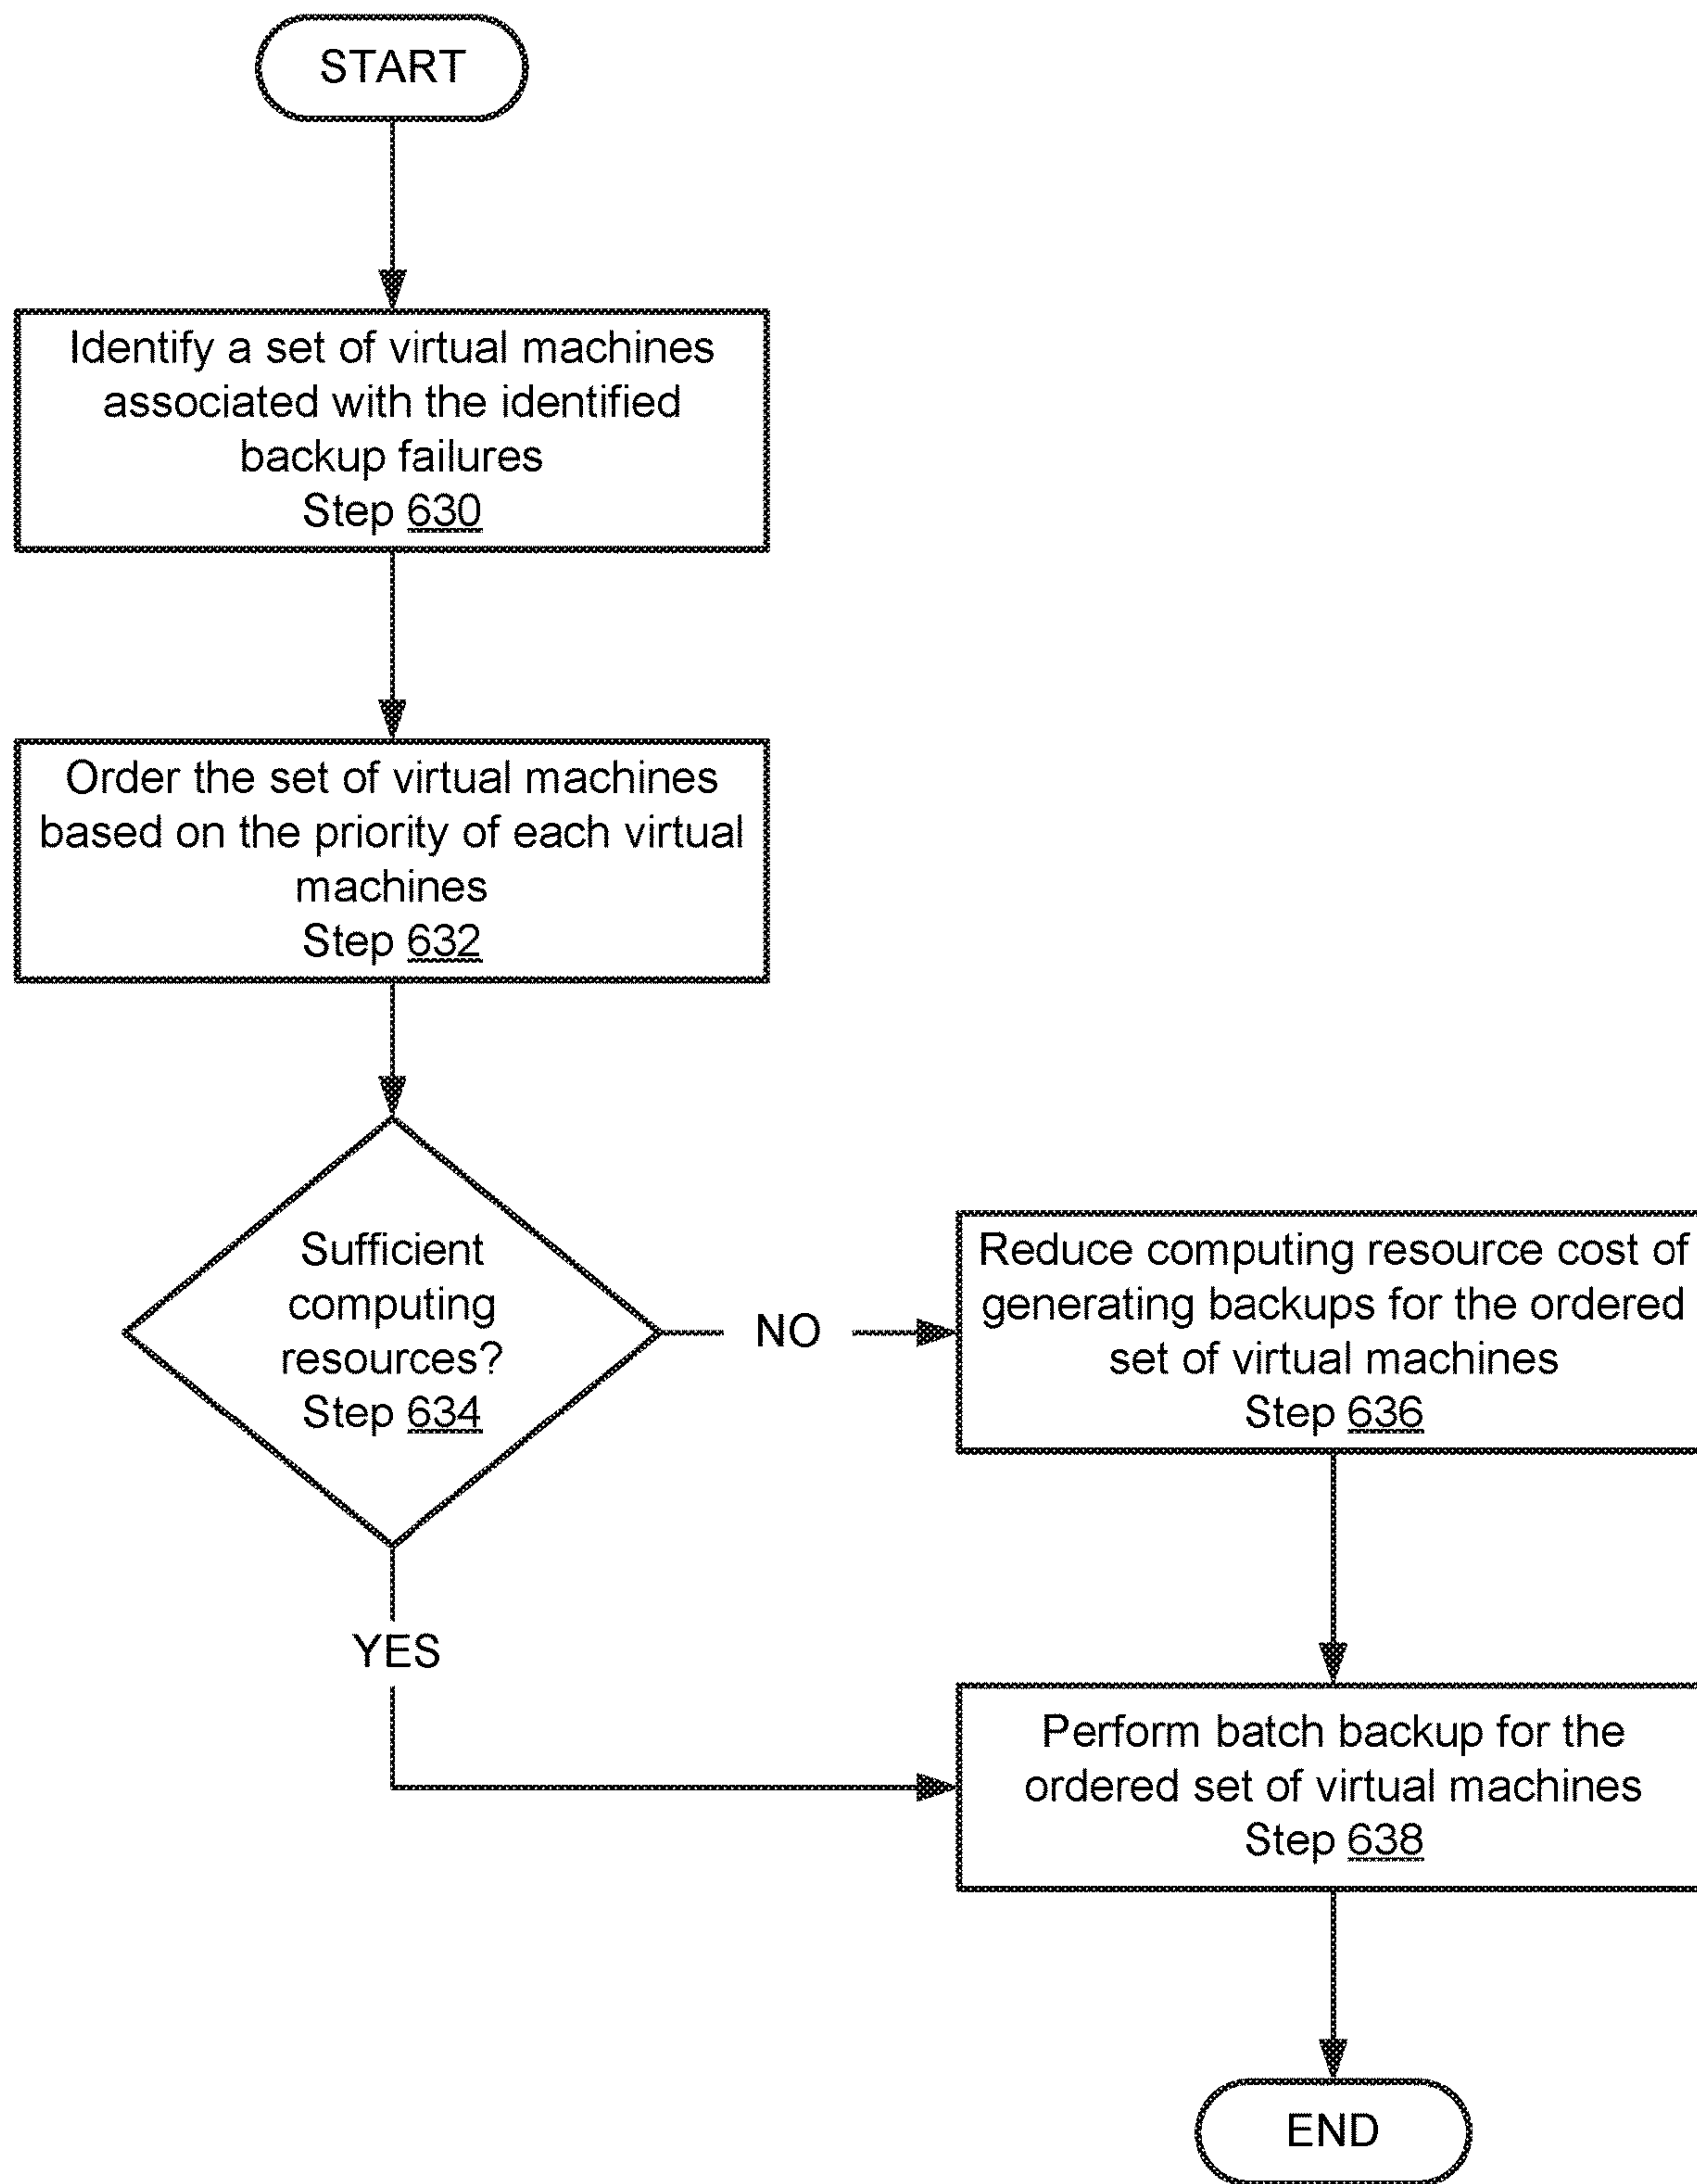 START
Identify a set of virtual machines
associated with the identified
backup failures
Step 630
Order the set of virtual machines
based on the priority of each virtual
machines
Step 632
Sufficient
computing
resources?
Step 634
NO
Reduce computing resource cost of
generating backups for the ordered
set of virtual machines
Step 636
YES
Perform batch backup for the
ordered set of virtual machines
Step 638
END